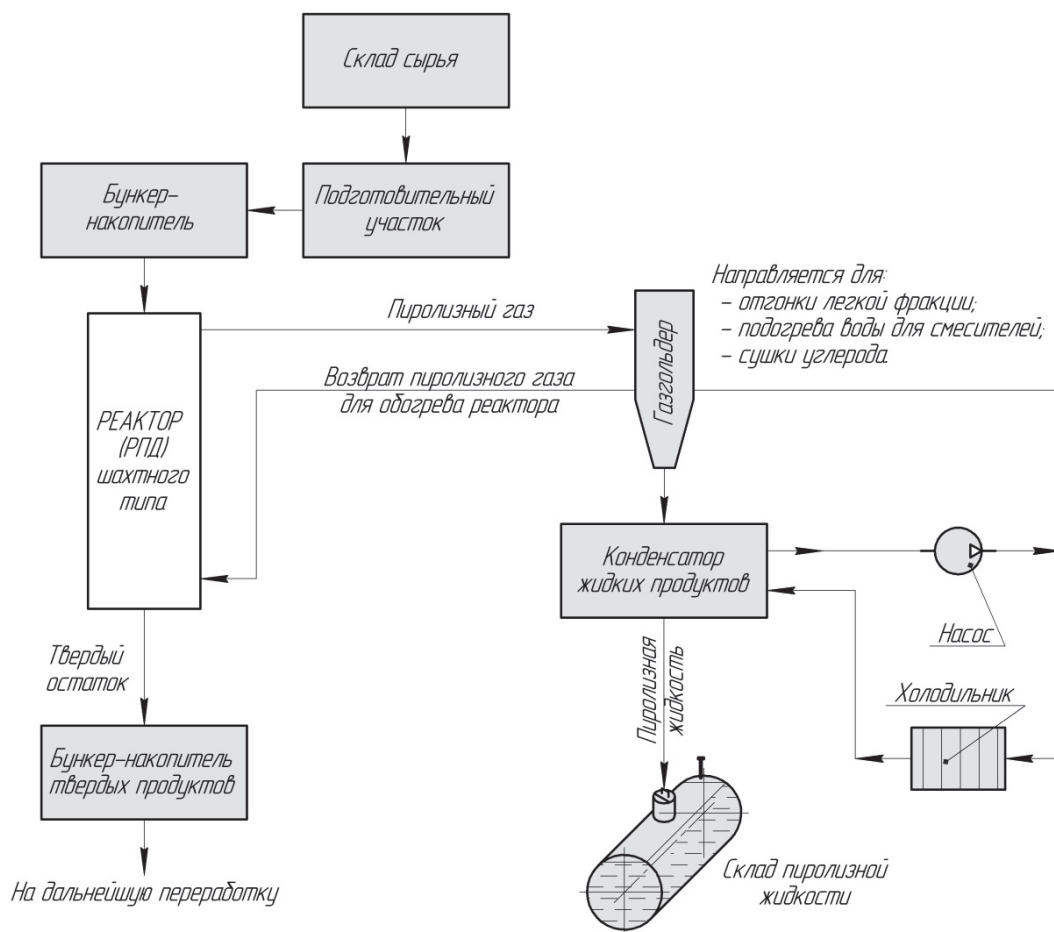 Склад сырья
Бункер-
накопитель
Подготовительный
участок
Пиролизный газ
Возврат пиролизного газа
для обогрева реактора
Газгольдер
Направляется для:
- отгонки легкой фракции;
- подогрева воды для смесителей;
- сушки углерода
РЕАКТОР
(РПД)
шахтного
типа
Конденсатор
жидких продуктов
Насос
Твердый
остаток
Пиролизная
жидкость
Холодильник
Бункер-накопитель
твердых продуктов
На дальнейшую переработку
Склад пиролизной
жидкости